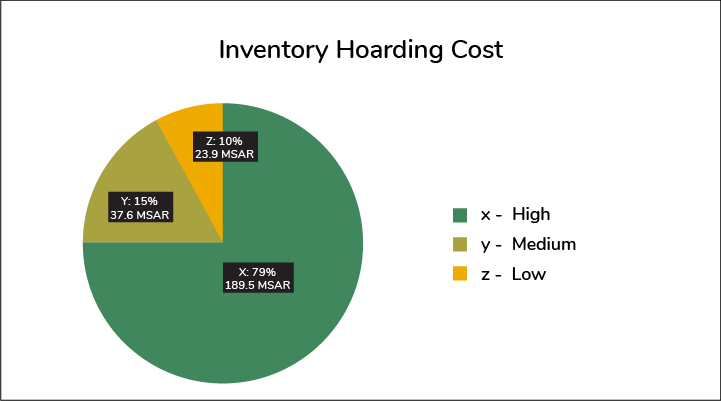 Inventory Hoarding Cost
Z: 10%
23.9 MSAR
Y: 15%
37.6 MSAR
X: 79%
189.5 MSAR
x - High
y - Medium
z - Low